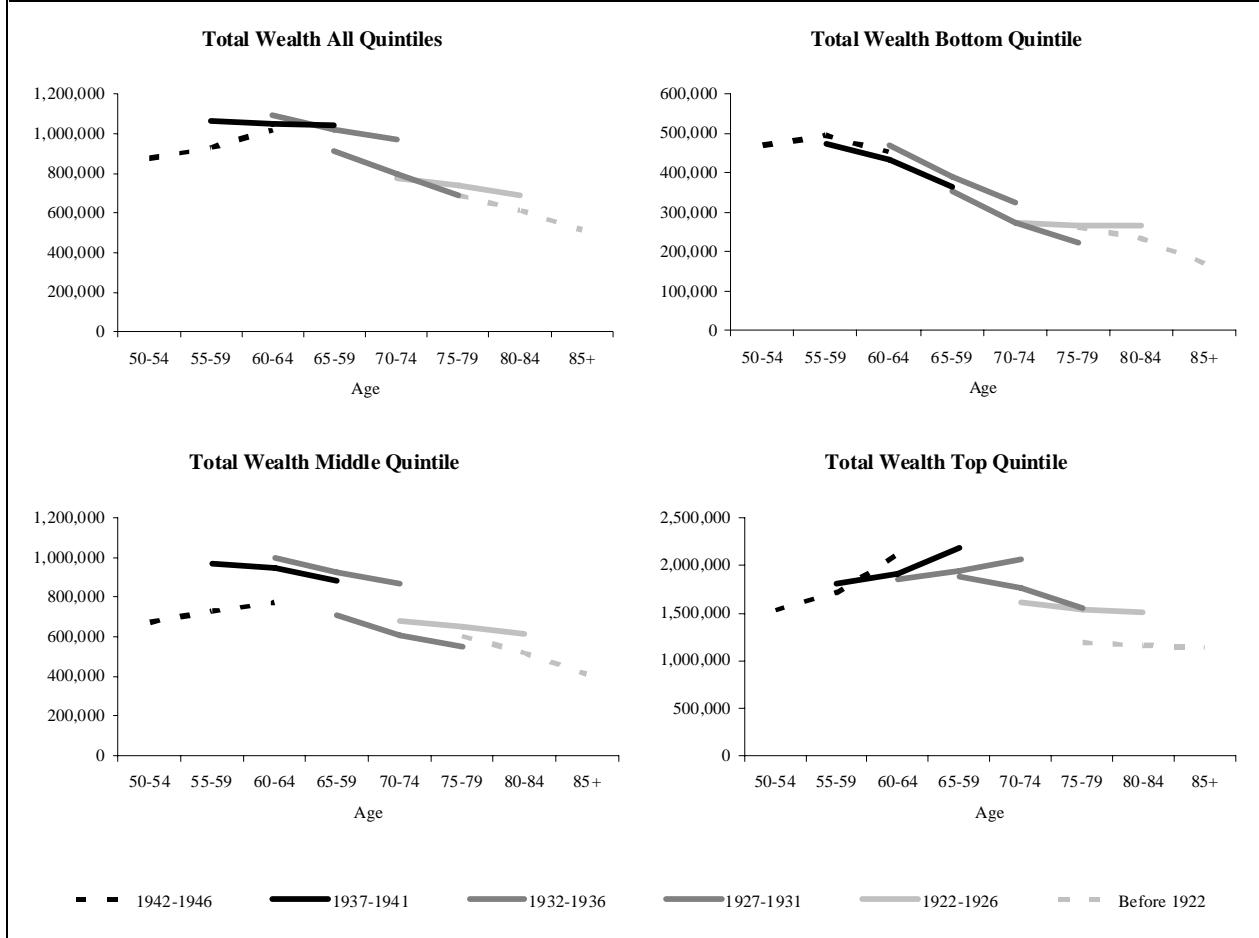 Total Wealth All Quintiles
1,200,000
1,000,000
800,000
600,000
400,000
200,000
0
50-54 55-59 60-64 65-59 70-74 75-79 80-84 85+
Age
Total Wealth Bottom Quintile
600,000
500,000
400,000
300,000
200,000
100,000
0
50-54 55-59 60-64 65-59 70-74 75-79 80-84 85+
Age
Total Wealth Middle Quintile
1,200,000
1,000,000
800,000
600,000
400,000
200,000
0
50-54 55-59 60-64 65-59 70-74 75-79 80-84 85+
Age
Total Wealth Top Quintile
2,500,000
2,000,000
1,500,000
1,000,000
500,000
0
50-54 55-59 60-64 65-59 70-74 75-79 80-84 85+
Age
1942-1946 1937-1941 1932-1936 1927-1931 1922-1926 Before 1922